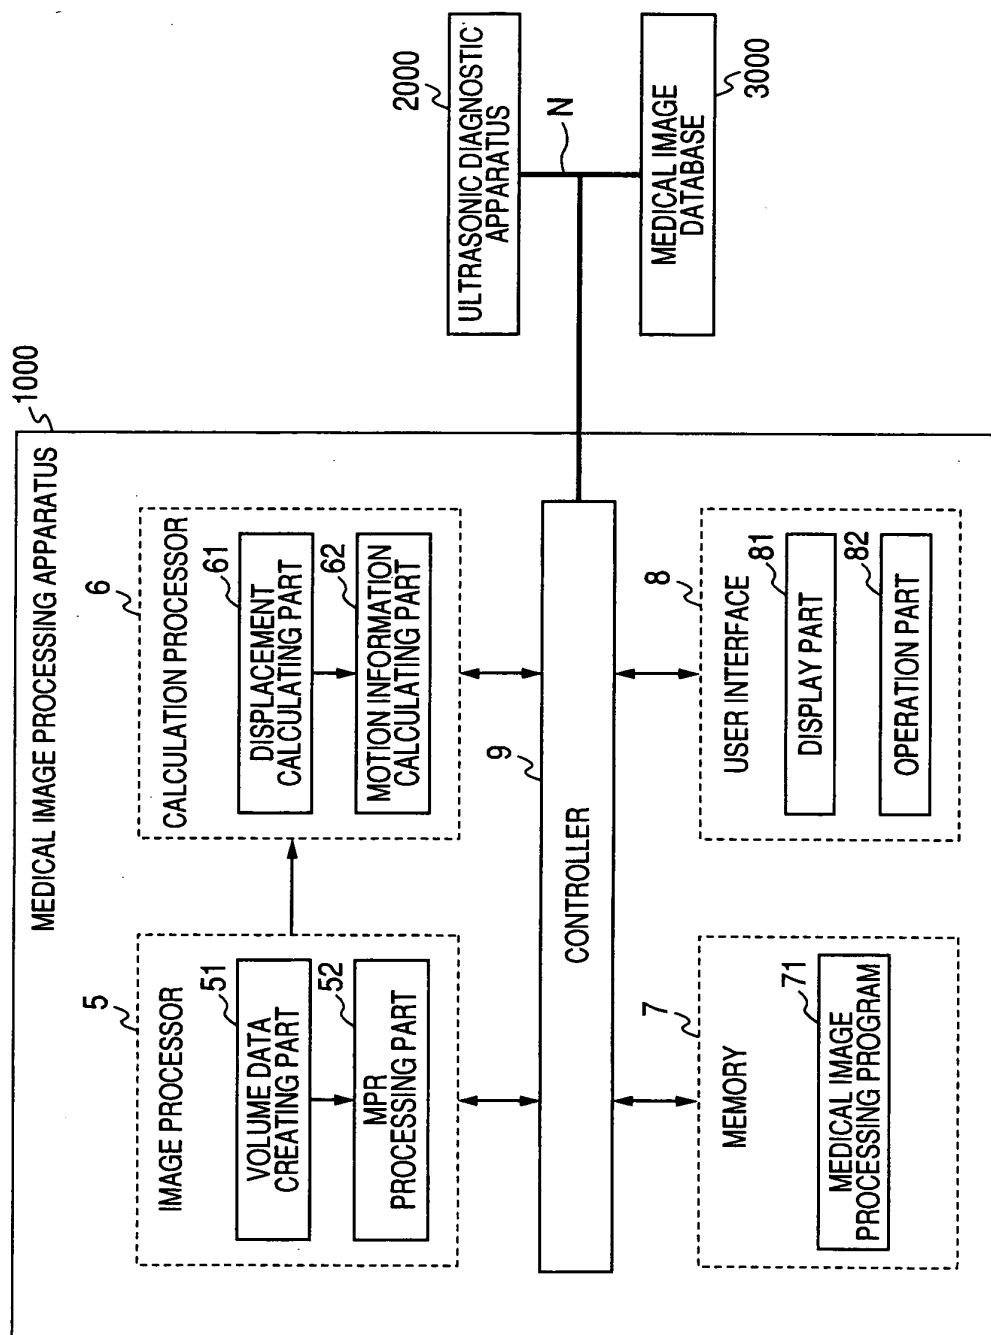 MEDICAL IMAGE PROCESSING APPARATUS
1000
5
IMAGE PROCESSOR
51
VOLUME DATA
CREATING PART
52
MPR
PROCESSING PART
6
CALCULATION PROCESSOR
61
DISPLACEMENT
CALCULATING PART
62
MOTION INFORMATION
CALCULATING PART
9
CONTROLLER
7
MEMORY
71
MEDICAL IMAGE
PROCESSING PROGRAM
8
USER INTERFACE
81
DISPLAY PART
82
OPERATION PART
2000
ULTRASONIC DIAGNOSTIC
APPARATUS
N
MEDICAL IMAGE
DATABASE
3000